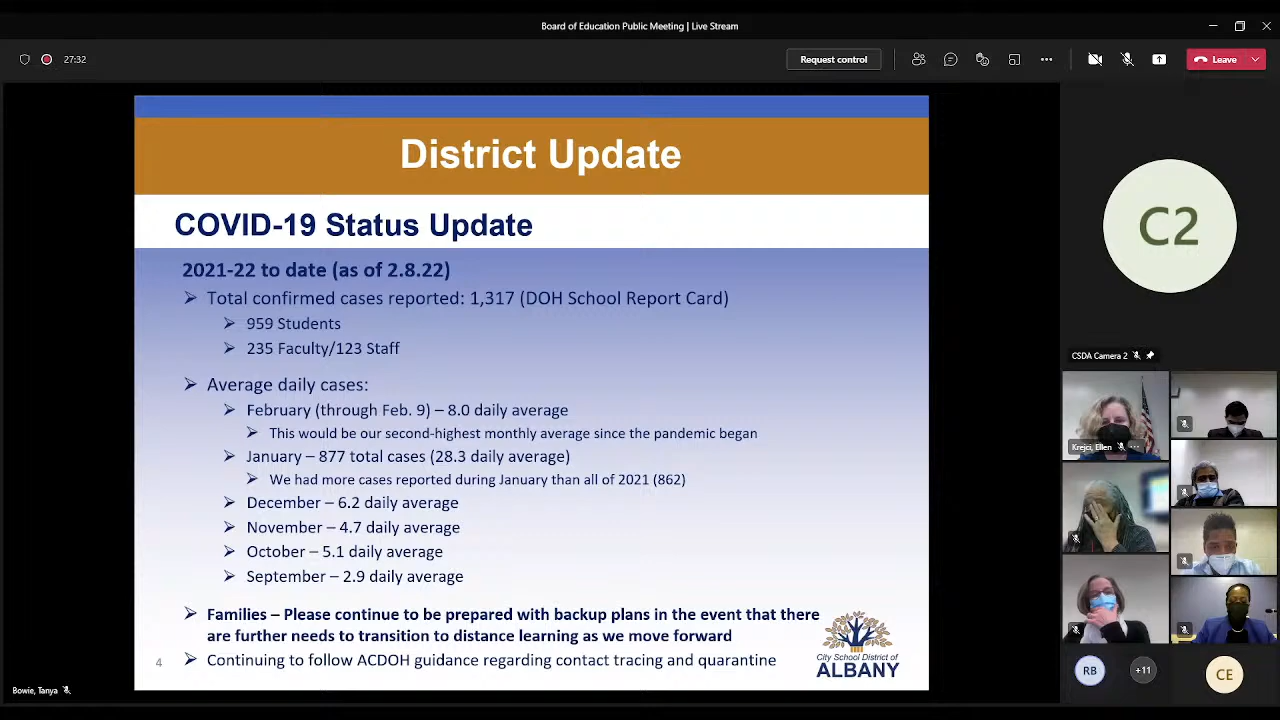 Board of Education Public Meeting | Live Stream
27:32
Request control
Leave
District Update
COVID-19 Status Update
2021-22 to date (as of 2.8.22)
Total confirmed cases reported: 1,317 (DOH School Report Card)
959 Students
235 Faculty/123 Staff
Average daily cases:
February (through Feb. 9) – 8.0 daily average
This would be our second-highest monthly average since the pandemic began
January – 877 total cases (28.3 daily average)
We had more cases reported during January than all of 2021 (862)
December – 6.2 daily average
November – 4.7 daily average
October – 5.1 daily average
September – 2.9 daily average
Families – Please continue to be prepared with backup plans in the event that there
are further needs to transition to distance learning as we move forward
Continuing to follow ACDOH guidance regarding contact tracing and quarantine
4
City School District of
ALBANY
Bowie, Tanya
C2
CSDA Camera 2
Krejci, Ellen
RB
+11
CE